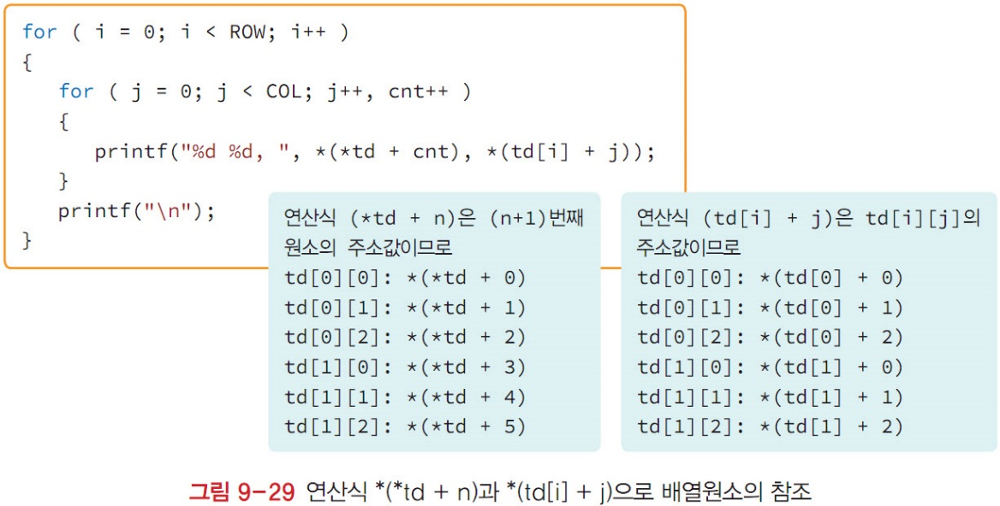 for ( i = 0; i < ROW; i++ )
{
   for ( j = 0; j < COL; j++, cnt++ )
   {
      printf("%d %d, ", *(*td + cnt), *(td[i] + j));
   }
   printf("\n");
}
연산식 (*td + n)은 (n+1)번째
원소의 주소값이므로
td[0][0]: *(*td + 0)
td[0][1]: *(*td + 1)
td[0][2]: *(*td + 2)
td[1][0]: *(*td + 3)
td[1][1]: *(*td + 4)
td[1][2]: *(*td + 5)
연산식 (td[i] + j)은 td[i][j]의
주소값이므로
td[0][0]: *(td[0] + 0)
td[0][1]: *(td[0] + 1)
td[0][2]: *(td[0] + 2)
td[1][0]: *(td[1] + 0)
td[1][1]: *(td[1] + 1)
td[1][2]: *(td[1] + 2)
그림 9-29 연산식 *(*td + n)과 *(td[i] + j)으로 배열원소의 참조